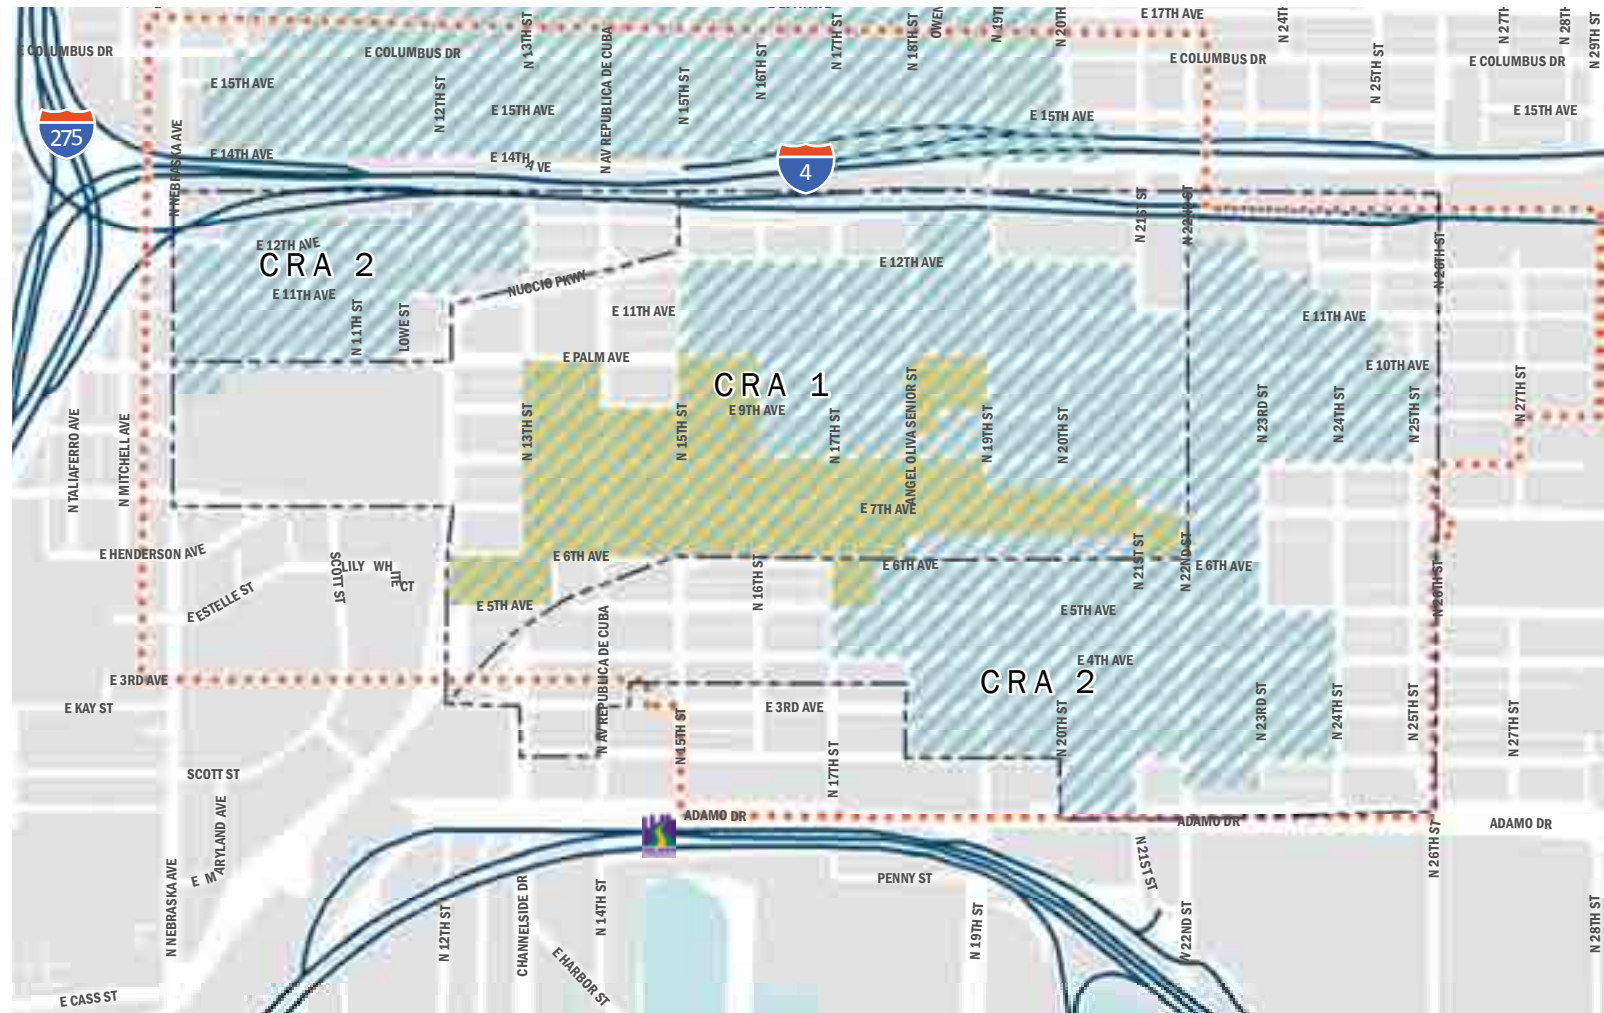 E 17TH AVE
N 13TH ST
N 17TH ST
N 18TH ST
OWEN
N 19TH
N 20TH
N 24TH
N 27TH
N 28TH
N 29TH ST
E COLUMBUS DR
E COLUMBUS DR
E COLUMBUS DR
E COLUMBUS DR
N AV REPUBLICA DE CUBA
N 16TH ST
N 25TH ST
E 15TH AVE
N 12TH ST
E 15TH AVE
N 15TH ST
E 15TH AVE
E 15TH AVE
275
N NEBRASKA AVE
E 14TH AVE
E 14TH AVE
4
N 21ST ST
N 22ND ST
N 26TH ST
E 12TH AVE
CRA 2
E 12TH AVE
NUCCIO PKWY
E 11TH AVE
N 11TH ST
LOWE ST
E 11TH AVE
E 11TH AVE
E PALM AVE
E 10TH AVE
CRA 1
E 9TH AVE
N TALIAFERRO AVE
N MITCHELL AVE
N 13TH ST
N 15TH ST
N 17TH ST
ANGEL OLIVA SENIOR ST
N 19TH ST
N 20TH ST
N 23RD ST
N 24TH ST
N 25TH ST
N 27TH ST
E 7TH AVE
E HENDERSON AVE
SCOTT ST
LILY WHITE CT
E 6TH AVE
E 6TH AVE
N 21ST ST
N 22ND ST
E 6TH AVE
N 26TH ST
N 16TH ST
E ESTELLE ST
E 5TH AVE
E 5TH AVE
N AV REPUBLICA DE CUBA
E 4TH AVE
E 3RD AVE
CRA 2
E KAY ST
E 3RD AVE
N 15TH ST
N 17TH ST
N 20TH ST
N 23RD ST
N 24TH ST
N 25TH ST
N 27TH ST
SCOTT ST
E MARYLAND AVE
ADAMO DR
ADAMO DR
ADAMO DR
N NEBRASKA AVE
PENNY ST
N 21ST ST
N 26TH ST
N 12TH ST
CHANNELSIDE DR
N 14TH ST
N 19TH ST
N 22ND ST
N 28TH ST
E HARBOR ST
E CASS ST